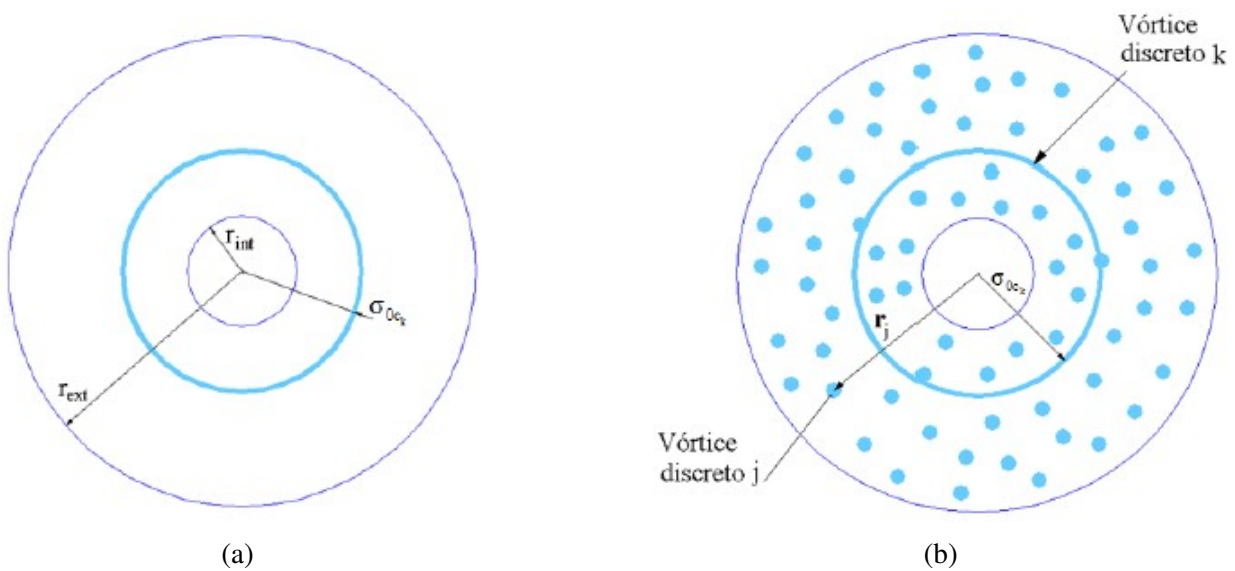 r_int
σ_0c_k
r_ext
(a)
Vórtice
discreto k
σ_0c_k
r_j
Vórtice
discreto j
(b)